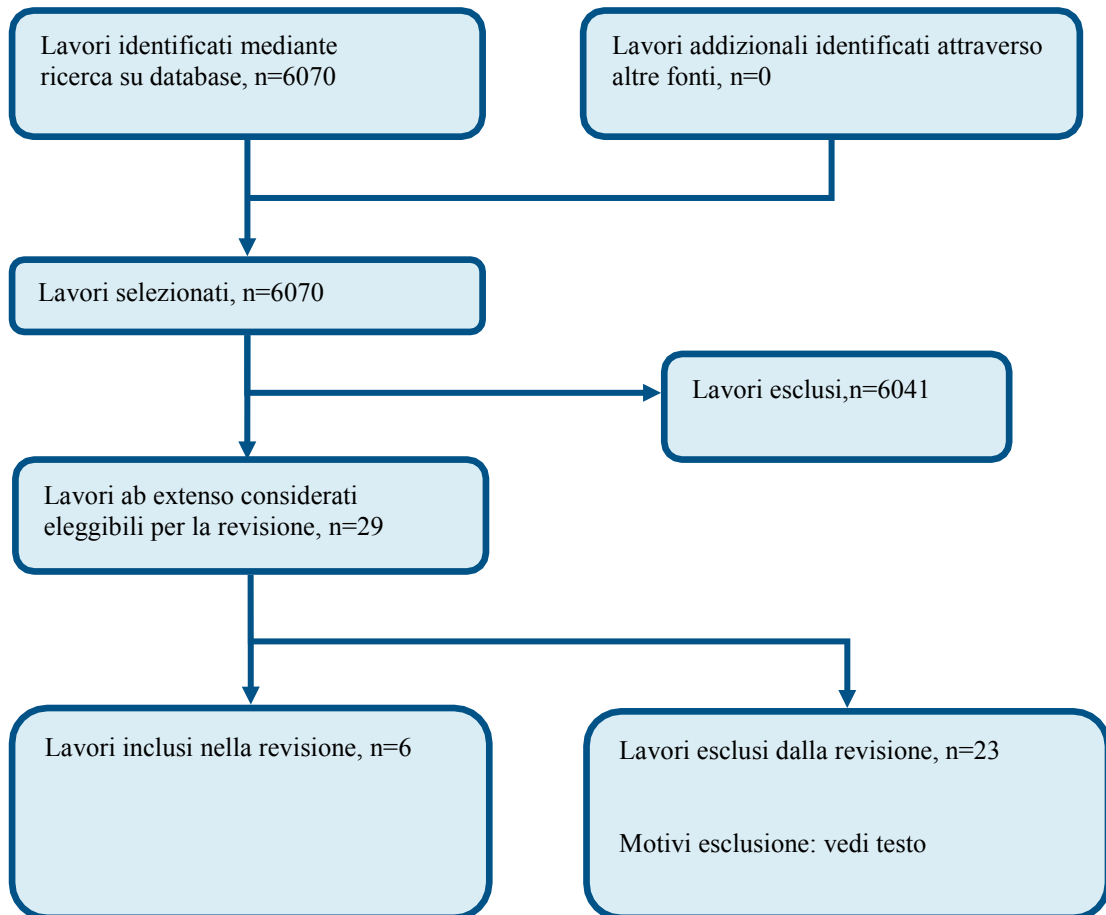 Lavori identificati mediante
ricerca su database, n=6070
Lavori addizionali identificati attraverso
altre fonti, n=0
Lavori selezionati, n=6070
Lavori esclusi,n=6041
Lavori ab extenso considerati
eleggibili per la revisione, n=29
Lavori inclusi nella revisione, n=6
Lavori esclusi dalla revisione, n=23
Motivi esclusione: vedi testo